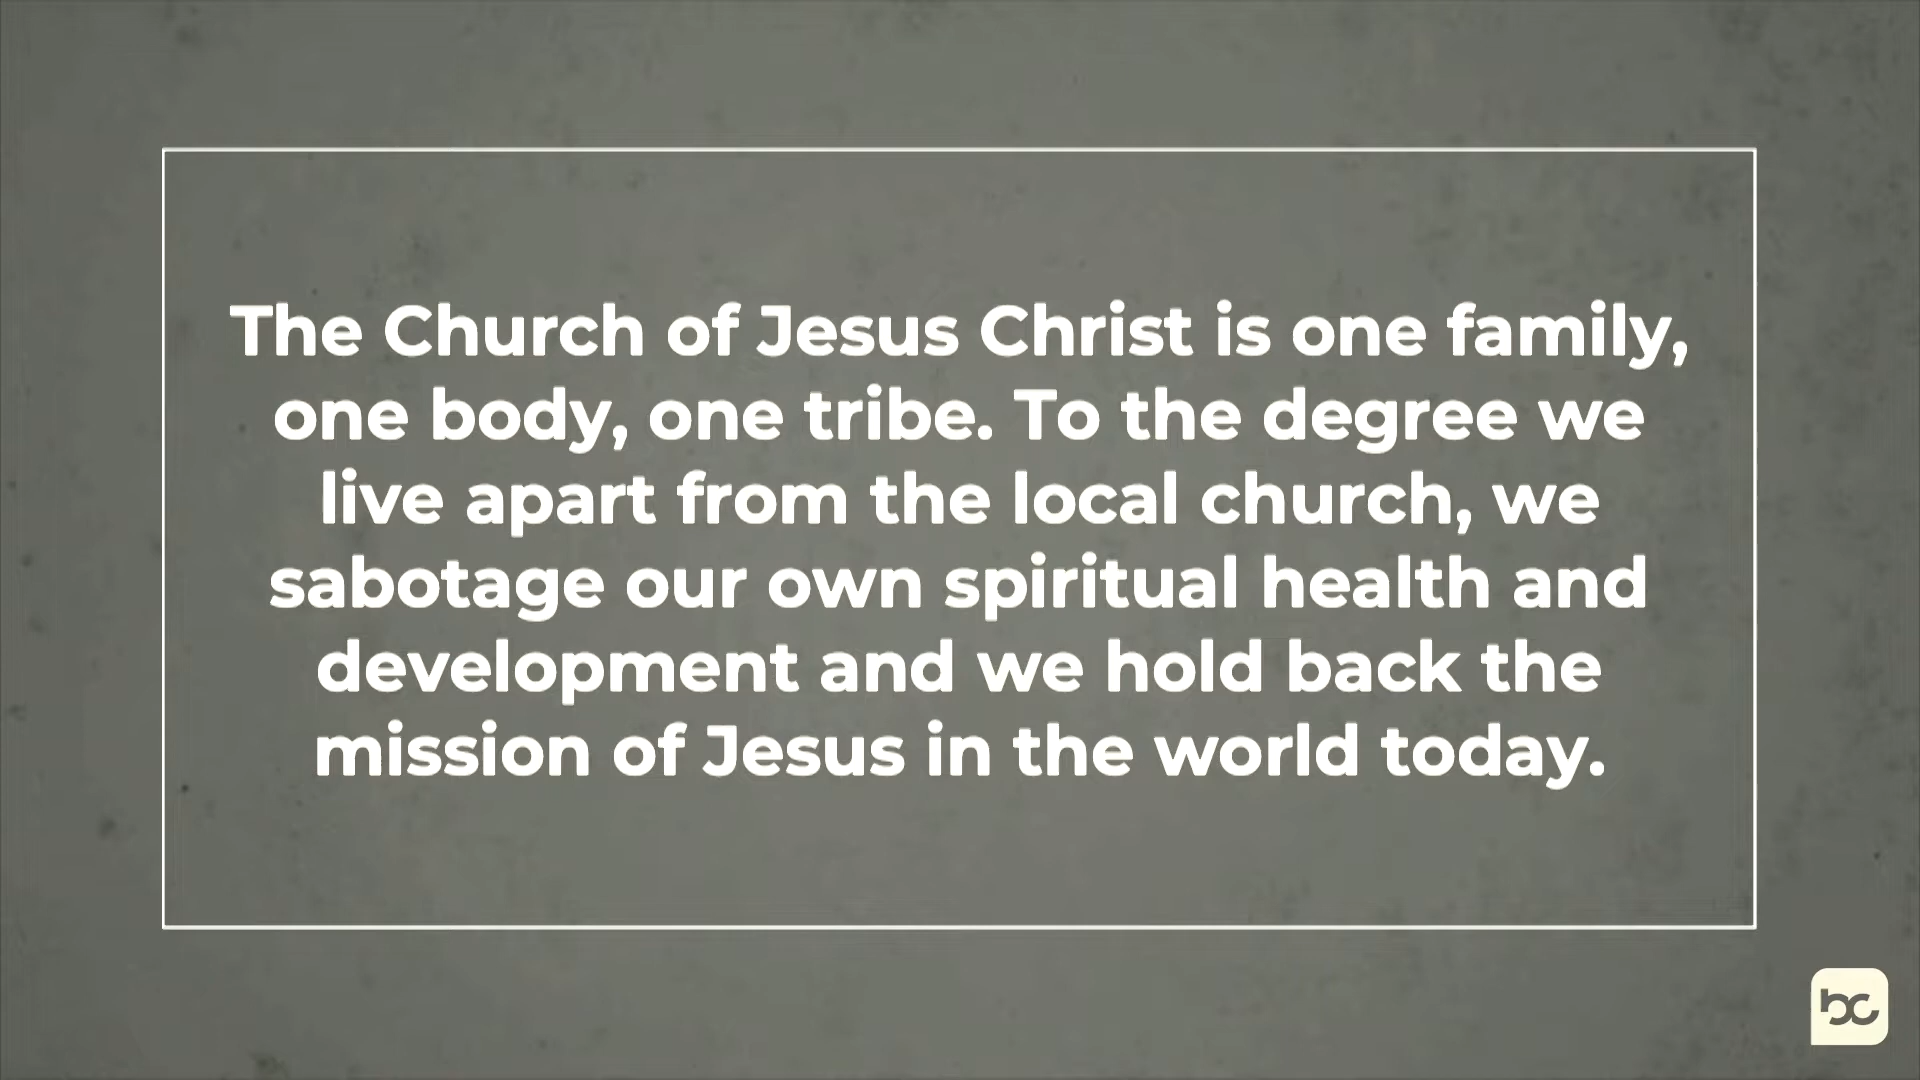 The Church of Jesus Christ is one family,
one body, one tribe. To the degree we
live apart from the local church, we
sabotage our own spiritual health and
development and we hold back the
mission of Jesus in the world today.
bc